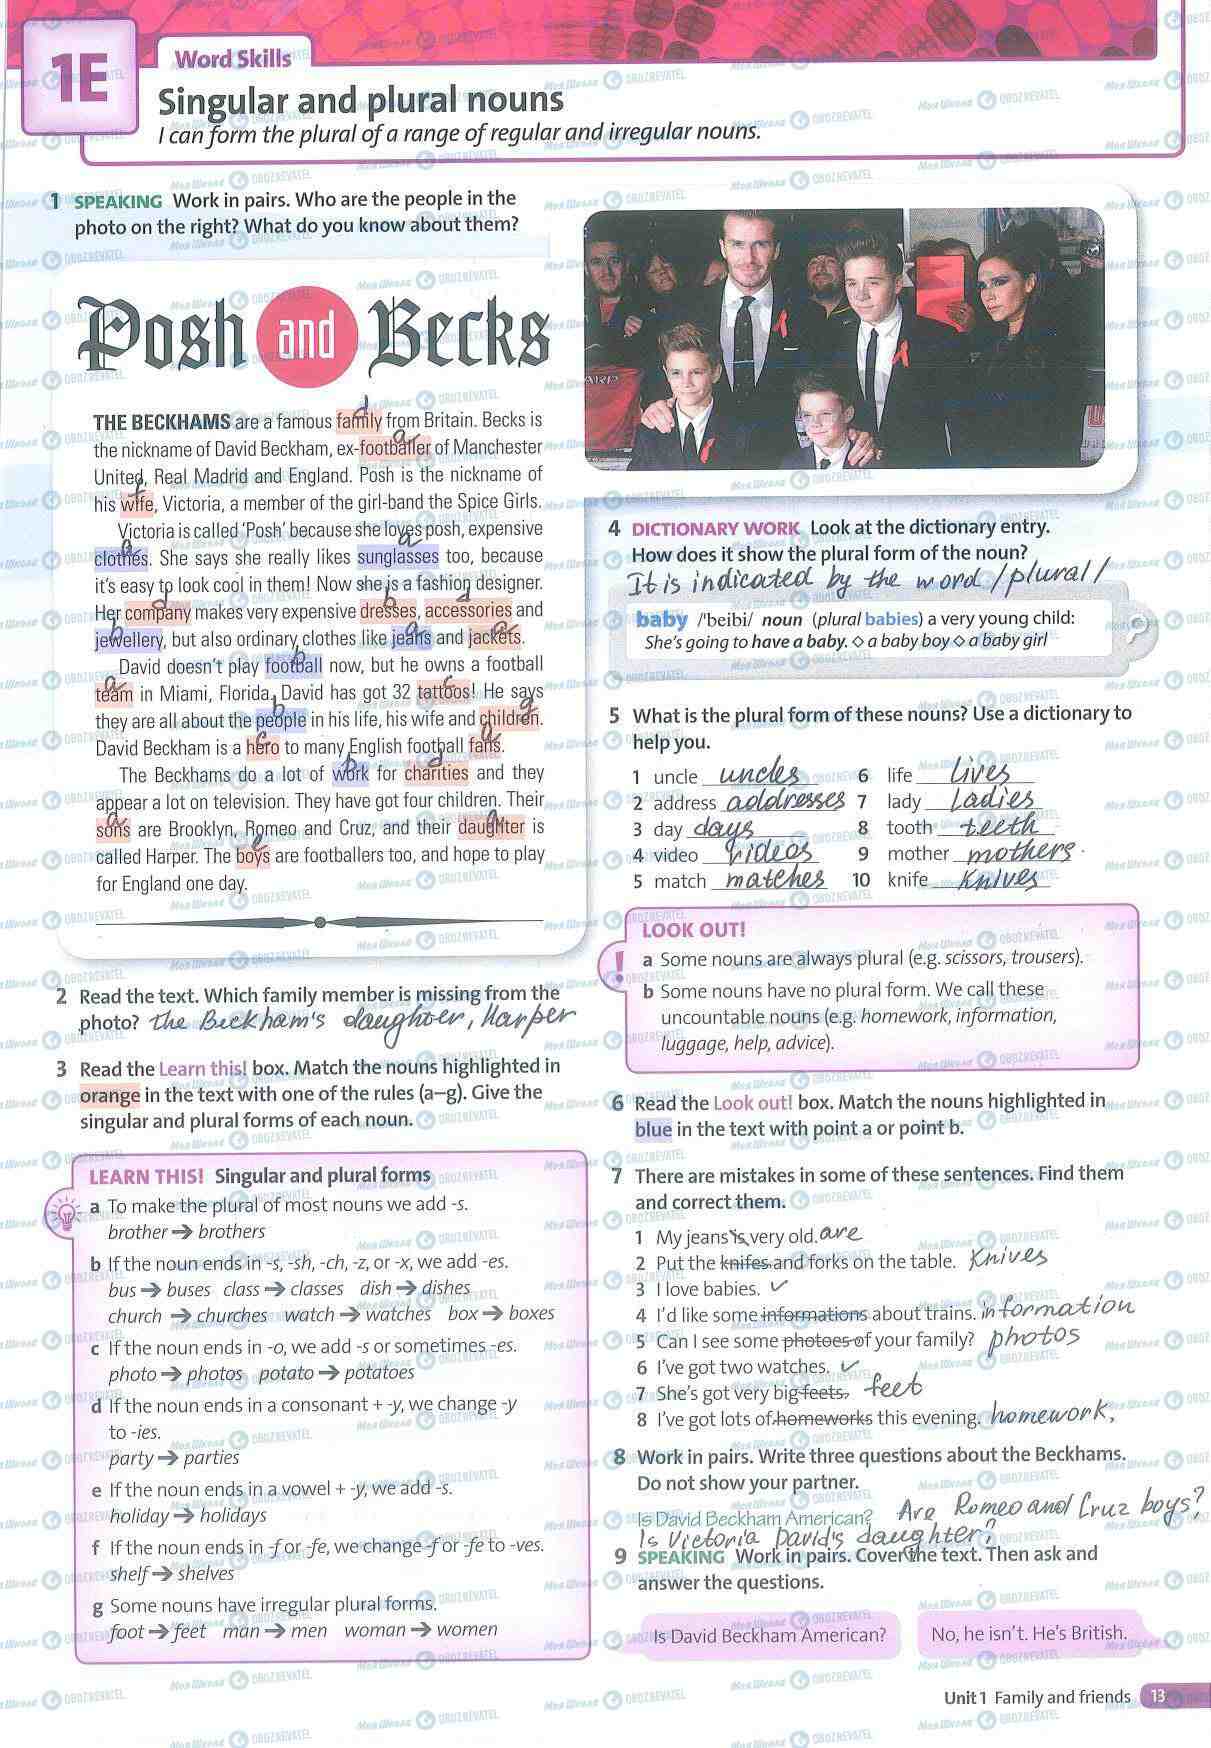 1E
Word Skills
Singular and plural nouns
I can form the plural of a range of regular and irregular nouns.
1 SPEAKING Work in pairs. Who are the people in the
photo on the right? What do you know about them?
Posh and Becks
THE BECKHAMS are a famous family from Britain. Becks is
the nickname of David Beckham, ex-footballer of Manchester
United, Real Madrid and England. Posh is the nickname of
his wife, Victoria, a member of the girl-band the Spice Girls.
Victoria is called ‘Posh’ because she loves posh, expensive
clothes. She says she really likes sunglasses too, because
it’s easy to look cool in them! Now she is a fashion designer.
Her company makes very expensive dresses, accessories and
jewellery, but also ordinary clothes like jeans and jackets.
David doesn’t play football now, but he owns a football
team in Miami, Florida. David has got 32 tattoos! He says
they are all about the people in his life, his wife and children.
David Beckham is a hero to many English football fans.
The Beckhams do a lot of work for charities and they
appear a lot on television. They have got four children. Their
sons are Brooklyn, Romeo and Cruz, and their daughter is
called Harper. The boys are footballers too, and hope to play
for England one day.
2 Read the text. Which family member is missing from the
photo? the Beckham's daughter, Harper
3 Read the Learn this! box. Match the nouns highlighted in
orange in the text with one of the rules (a–g). Give the
singular and plural forms of each noun.
LEARN THIS! Singular and plural forms
a To make the plural of most nouns we add -s.
brother ➔ brothers
b If the noun ends in -s, -sh, -ch, -z, or -x, we add -es.
bus ➔ buses class ➔ classes dish ➔ dishes
church ➔ churches watch ➔ watches box ➔ boxes
c If the noun ends in -o, we add -s or sometimes -es.
photo ➔ photos potato ➔ potatoes
d If the noun ends in a consonant + -y, we change -y
to -ies.
party ➔ parties
e If the noun ends in a vowel + -y, we add -s.
holiday ➔ holidays
f If the noun ends in -f or -fe, we change -f or -fe to -ves.
shelf ➔ shelves
g Some nouns have irregular plural forms.
foot ➔ feet man ➔ men woman ➔ women
4 DICTIONARY WORK Look at the dictionary entry.
How does it show the plural form of the noun?
It is indicated by the word /plural/
baby /'beibi/ noun (plural babies) a very young child:
She’s going to have a baby. ◇ a baby boy ◇ a baby girl
5 What is the plural form of these nouns? Use a dictionary to
help you.
1 uncle uncles 6 life lives
2 address addresses 7 lady ladies
3 day days 8 tooth teeth
4 video videos 9 mother mothers
5 match matches 10 knife knives
LOOK OUT!
a Some nouns are always plural (e.g. scissors, trousers).
b Some nouns have no plural form. We call these
uncountable nouns (e.g. homework, information,
luggage, help, advice).
6 Read the Look out! box. Match the nouns highlighted in
blue in the text with point a or point b.
7 There are mistakes in some of these sentences. Find them
and correct them.
1 My jeans is very old. are
2 Put the knifes and forks on the table. knives
3 I love babies. ✓
4 I’d like some informations about trains. information
5 Can I see some photoes of your family? photos
6 I’ve got two watches. ✓
7 She’s got very big feets. feet
8 I’ve got lots of homeworks this evening. homework,
8 Work in pairs. Write three questions about the Beckhams.
Do not show your partner.
Is David Beckham American? Are Romeo and Cruz boys?
Is Victoria David's daughter?
9 SPEAKING Work in pairs. Cover the text. Then ask and
answer the questions.
Is David Beckham American?
No, he isn’t. He’s British.
Unit 1 Family and friends 13